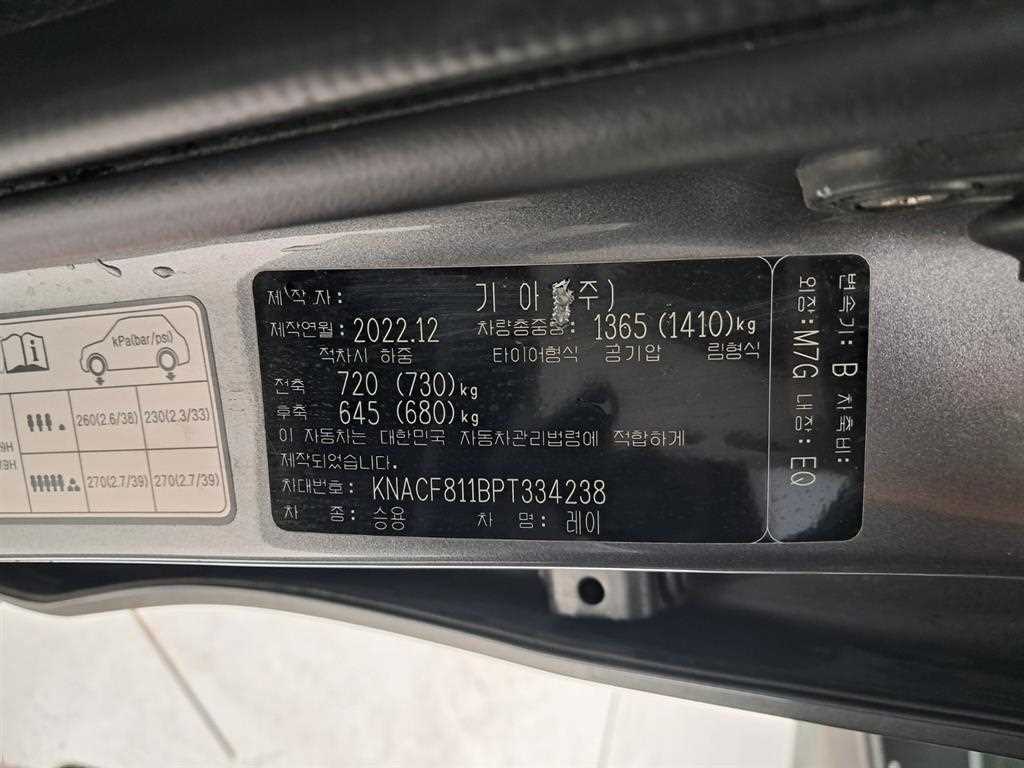 제작자: 기아(주)
제작연월: 2022.12 차량총중량: 1365 (1410)kg
적차시 하중 타이어형식 공기압 림형식
전축 720 (730)kg
후축 645 (680)kg
이 자동차는 대한민국 자동차관리법령에 적합하게
제작되었습니다.
차대번호: KNACF811BPT334238
차 종: 승용 차 명: 레이
변속기: B 차축비:
외장: M7G 내장: EQ
kPa(bar/psi)
260(2.6/38) 230(2.3/33)
270(2.7/39) 270(2.7/39)